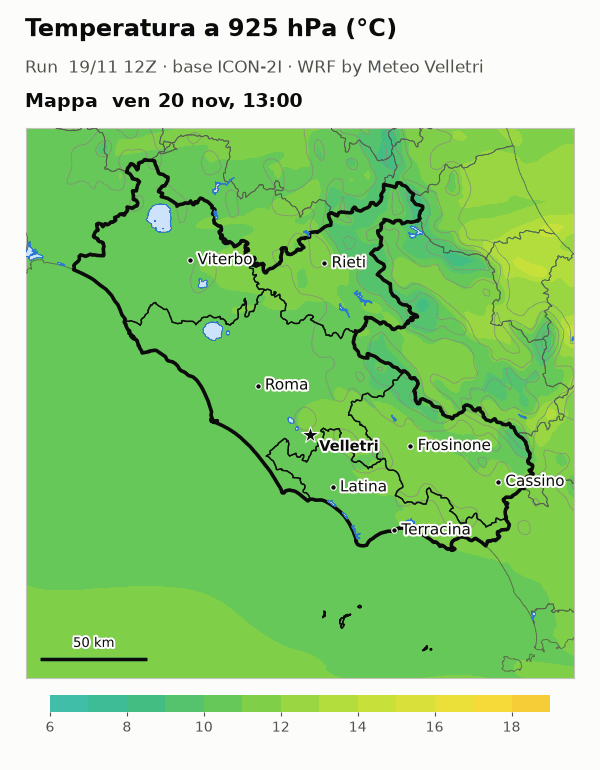 Temperatura a 925 hPa (°C)
Run  19/11 12Z · base ICON-2I · WRF by Meteo Velletri
Mappa  ven 20 nov, 13:00
Viterbo
Rieti
Roma
Velletri
Frosinone
Cassino
Latina
Terracina
50 km
6 8 10 12 14 16 18